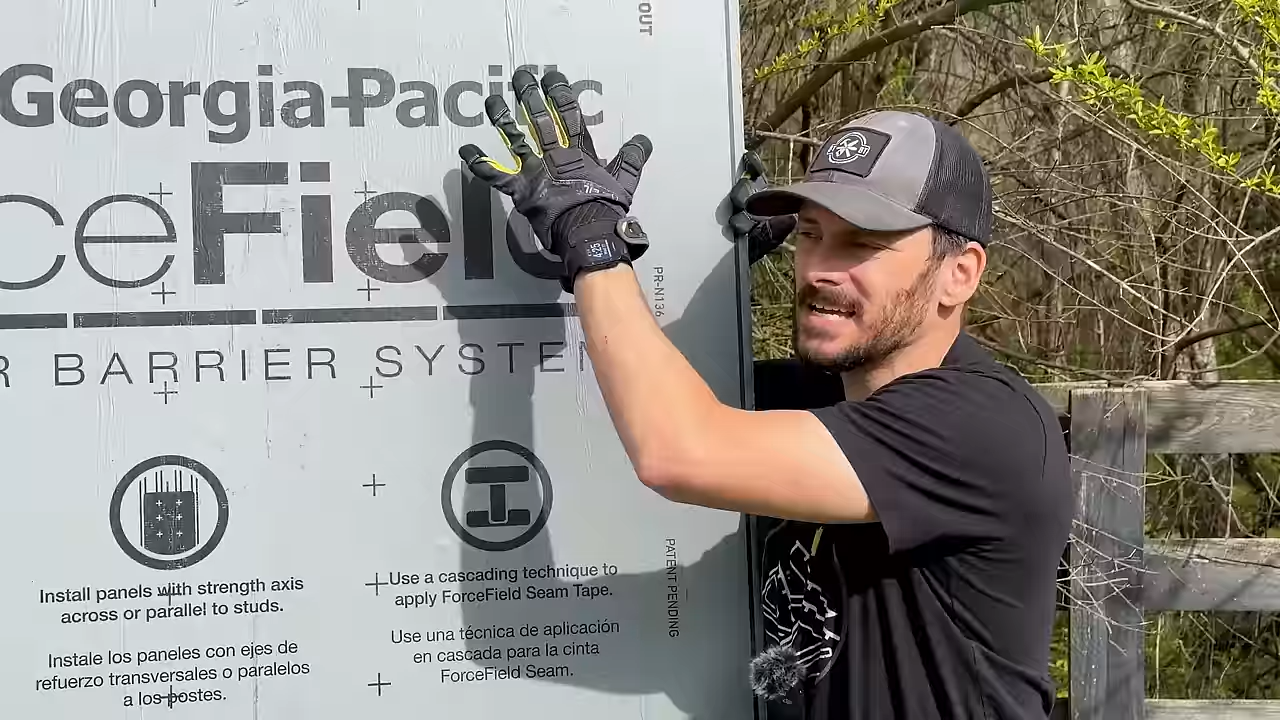 OUT
Georgia-Pacific
ceField
R BARRIER SYSTEM
PR-N136
Install panels with strength axis
across or parallel to studs.
Instale los paneles con ejes de
refuerzo transversales o paralelos
a los postes.
Use a cascading technique to
apply ForceField Seam Tape.
Use una técnica de aplicación
en cascada para la cinta
ForceField Seam.
PATENT PENDING